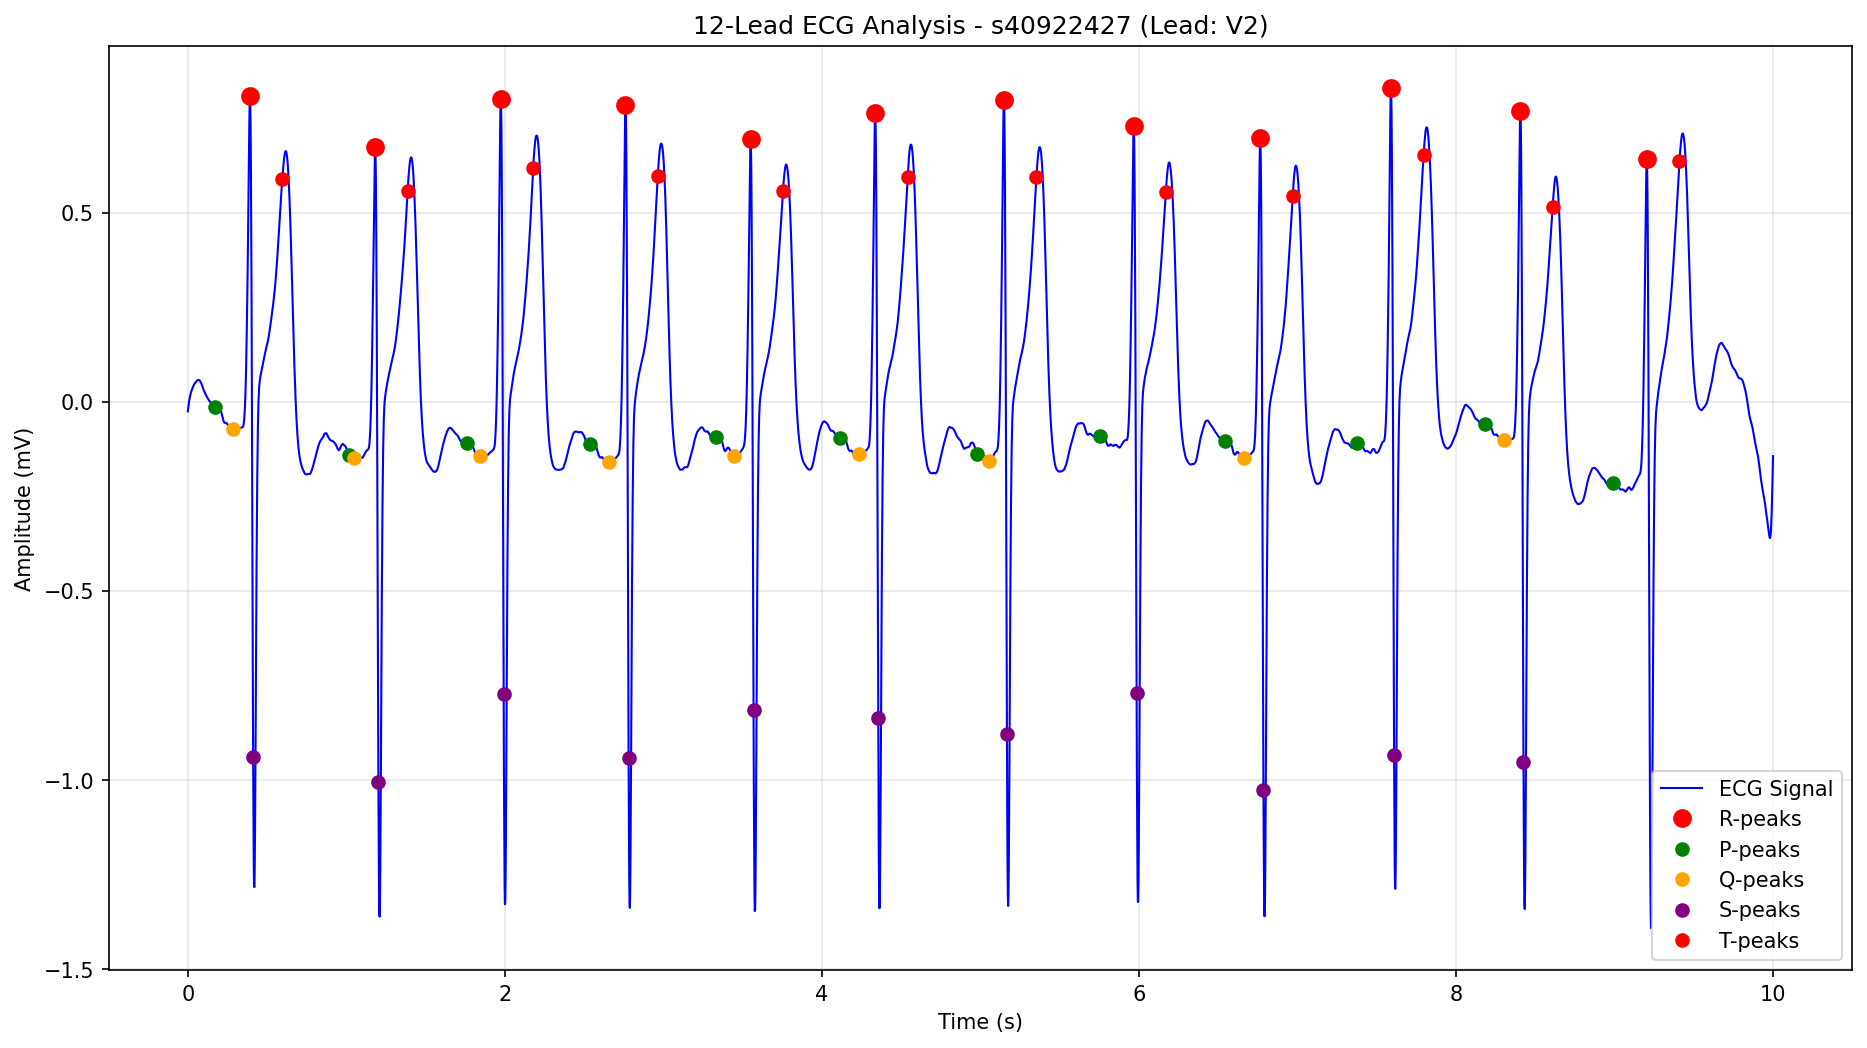 12-Lead ECG Analysis - s40922427 (Lead: V2)
Amplitude (mV)
0.5
0.0
−0.5
−1.0
−1.5
ECG Signal
R-peaks
P-peaks
Q-peaks
S-peaks
T-peaks
0 2 4 6 8 10
Time (s)